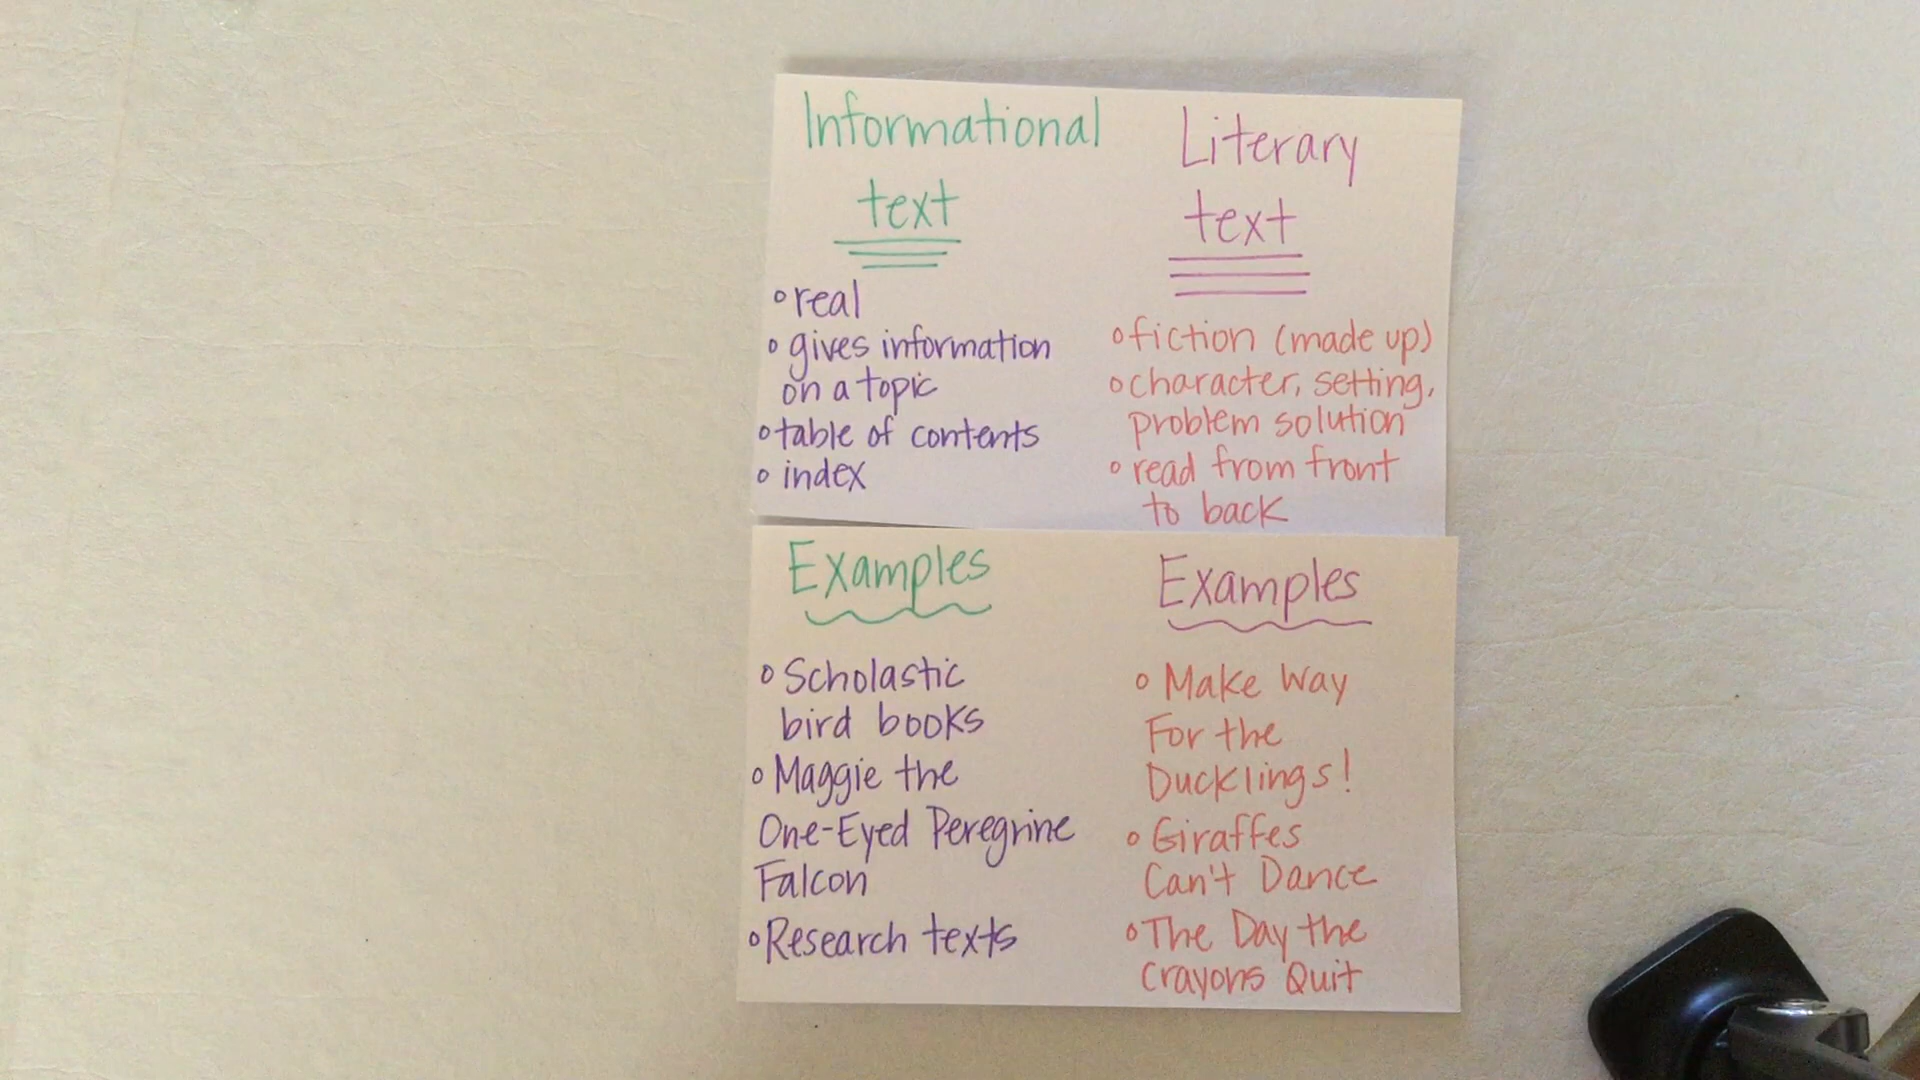 Informational
text
◦ real
◦ gives information
on a topic
◦ table of contents
◦ index
Literary
text
◦ fiction (made up)
◦ character, setting,
problem solution
◦ read from front
to back
Examples
◦ Scholastic
bird books
◦ Maggie the
One-Eyed Peregrine
Falcon
◦ Research texts
Examples
◦ Make Way
For the
Ducklings!
◦ Giraffes
Can't Dance
◦ The Day the
Crayons Quit